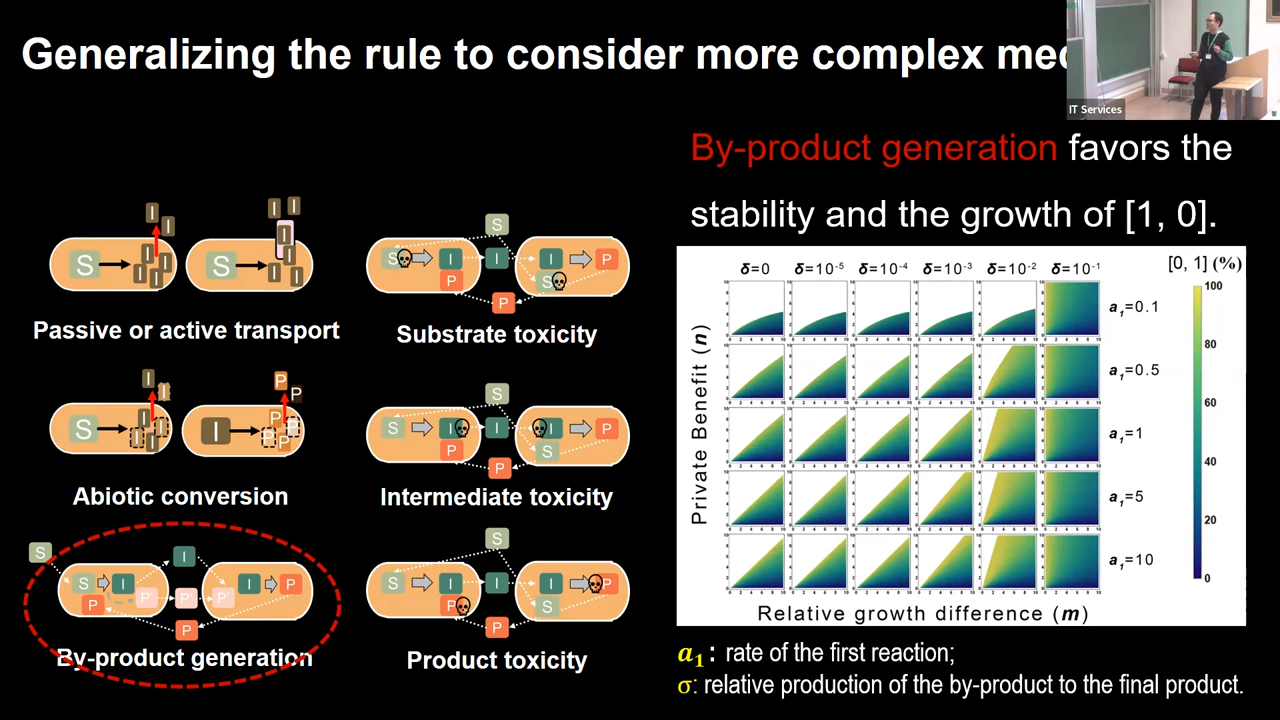 Generalizing the rule to consider more complex
IT Services
By-product generation favors the
stability and the growth of [1, 0].
I I
S I
S I
Passive or active transport
S
S I P
I
P S
P
Substrate toxicity
I I
S I
P P
I P
Abiotic conversion
S
S I I I P
P S
P
Intermediate toxicity
S
I
S I P' P' P' I P
P
P
By-product generation
S
S I I I P
P S
P
Product toxicity
[0, 1] (%)
δ=0 δ=10⁻⁵ δ=10⁻⁴ δ=10⁻³ δ=10⁻² δ=10⁻¹
a₁=0.1
a₁=0.5
a₁=1
a₁=5
a₁=10
100
80
60
40
20
0
Private Benefit (n)
Relative growth difference (m)
a₁: rate of the first reaction;
σ: relative production of the by-product to the final product.